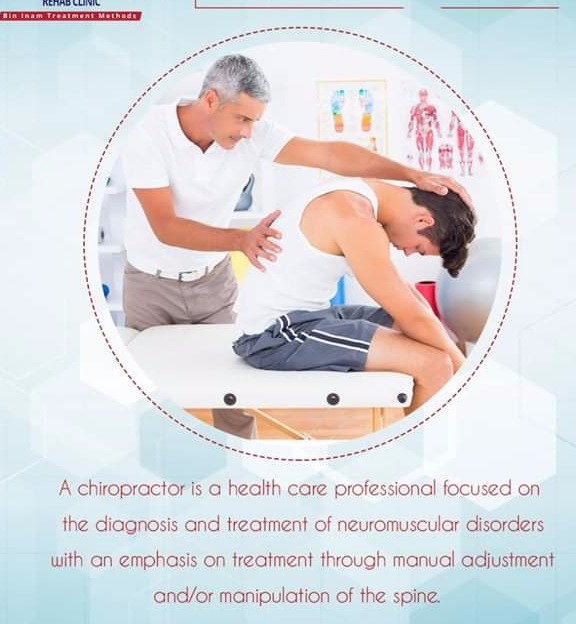 REHAB CLINIC
Bin Inam Treatment Methods
A chiropractor is a health care professional focused on
the diagnosis and treatment of neuromuscular disorders
with an emphasis on treatment through manual adjustment
and/or manipulation of the spine.